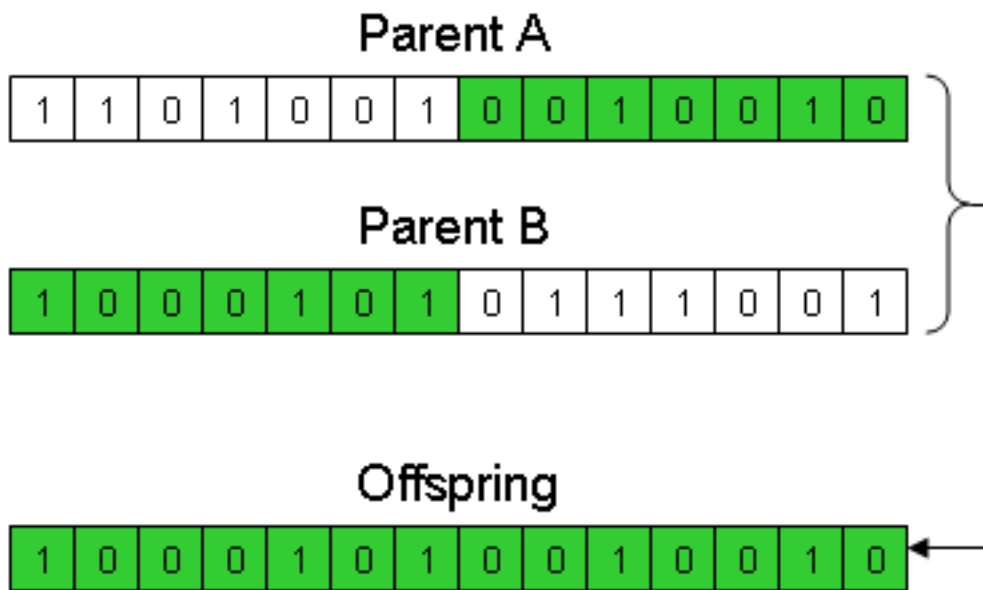 Parent A
1 1 0 1 0 0 1 0 0 1 0 0 1 0
Parent B
1 0 0 0 1 0 1 0 1 1 1 0 0 1
Offspring
1 0 0 0 1 0 1 0 0 1 0 0 1 0